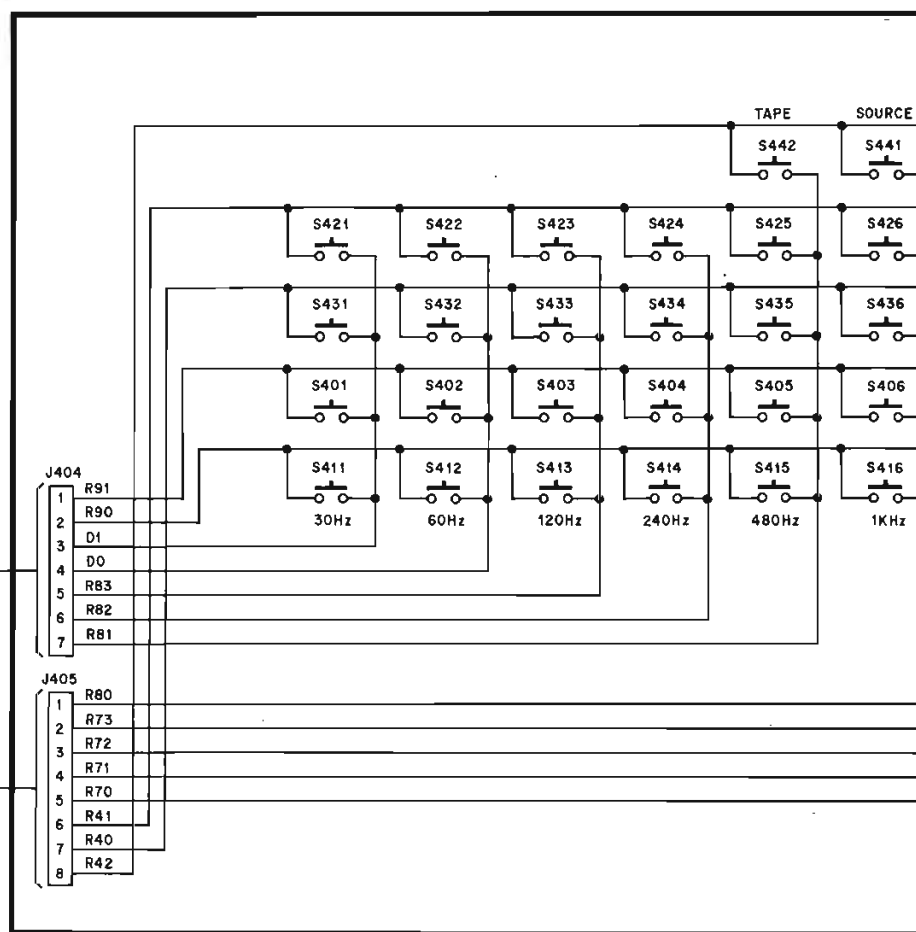 TAPE SOURCE
S442 S441
S421 S422 S423 S424 S425 S426
S431 S432 S433 S434 S435 S436
S401 S402 S403 S404 S405 S406
S411 S412 S413 S414 S415 S416
30Hz 60Hz 120Hz 240Hz 480Hz 1KHz
J404
1 R91
2 R90
3 D1
4 D0
5 R83
6 R82
7 R81
J405
1 R80
2 R73
3 R72
4 R71
5 R70
6 R41
7 R40
8 R42